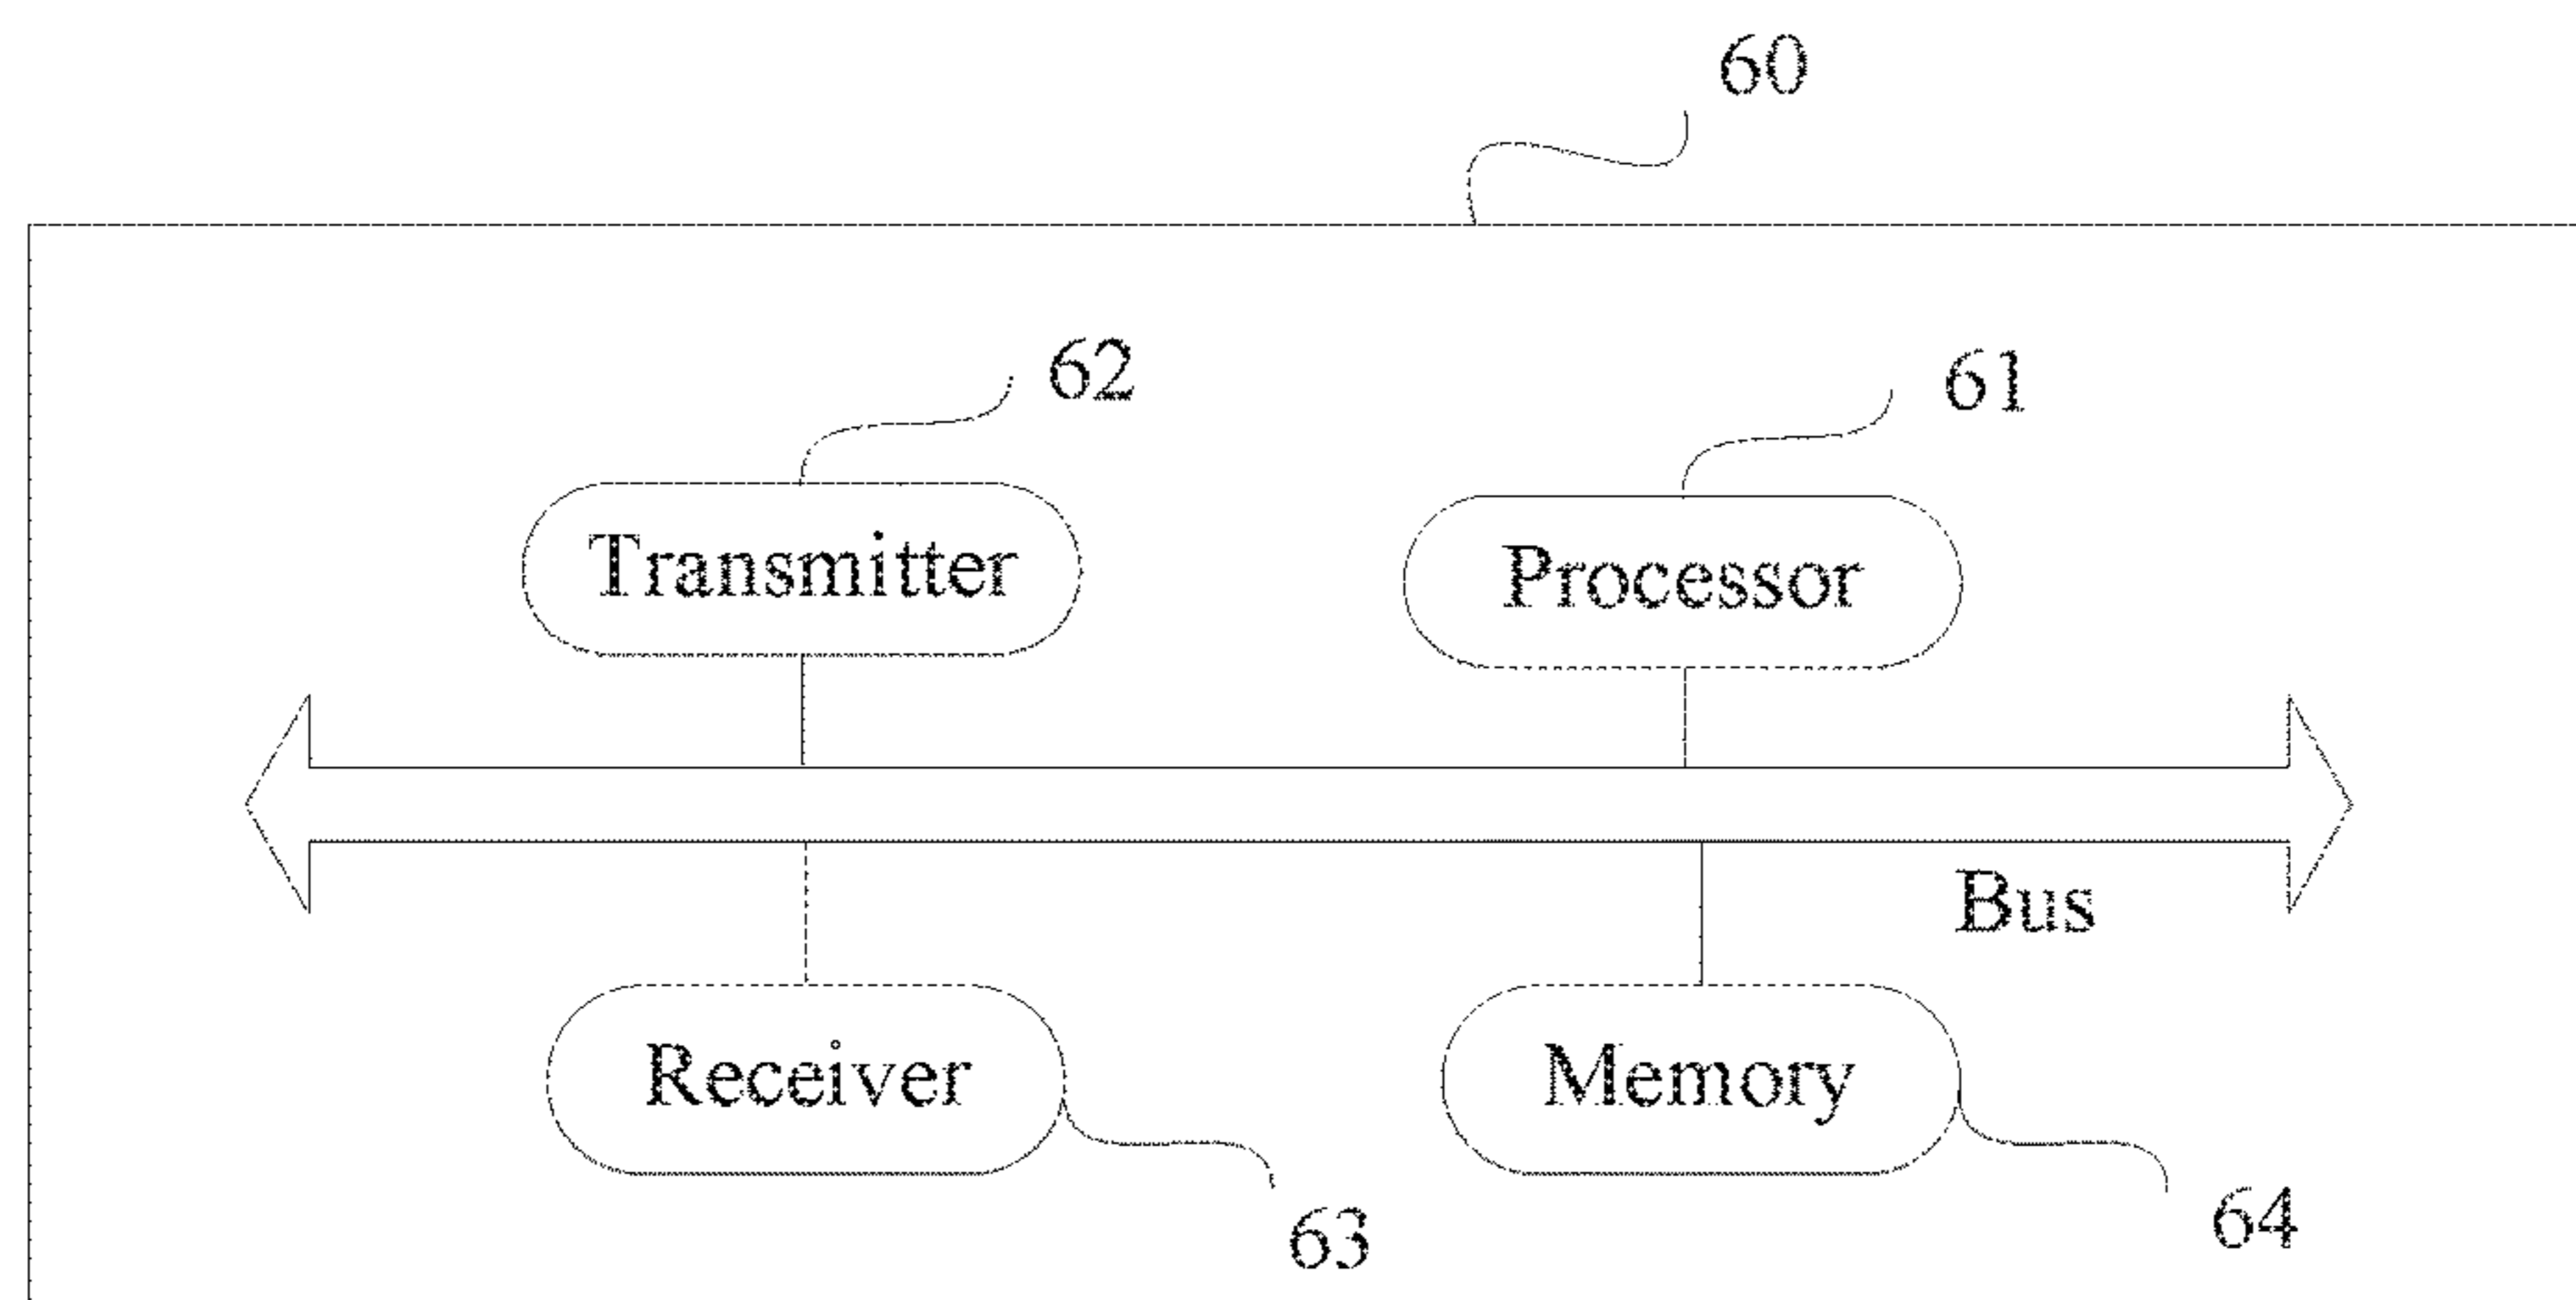 60
62
61
Transmitter
Processor
Bus
Receiver
Memory
63
64